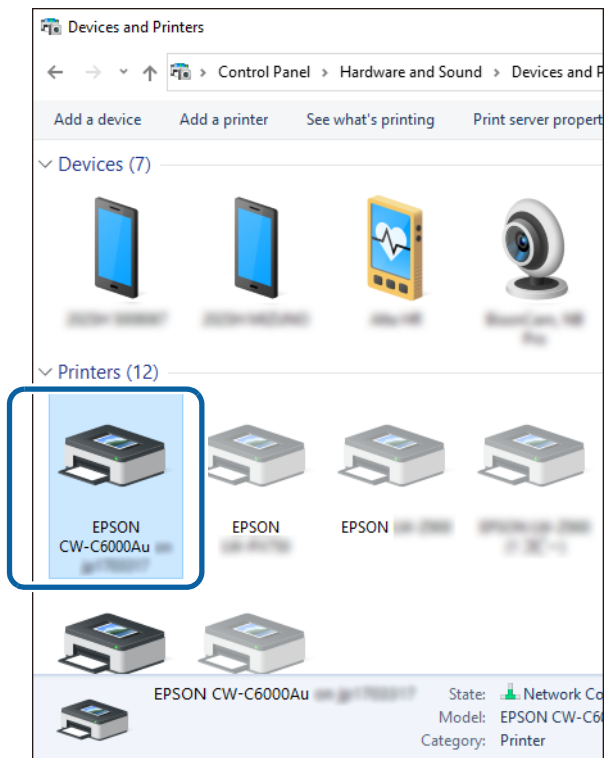 Devices and Printers
Control Panel > Hardware and Sound > Devices and P
Add a device Add a printer See what's printing Print server propert
Devices (7)
Printers (12)
EPSON
CW-C6000Au
EPSON
EPSON
EPSON CW-C6000Au State: Network Co
Model: EPSON CW-C6
Category: Printer